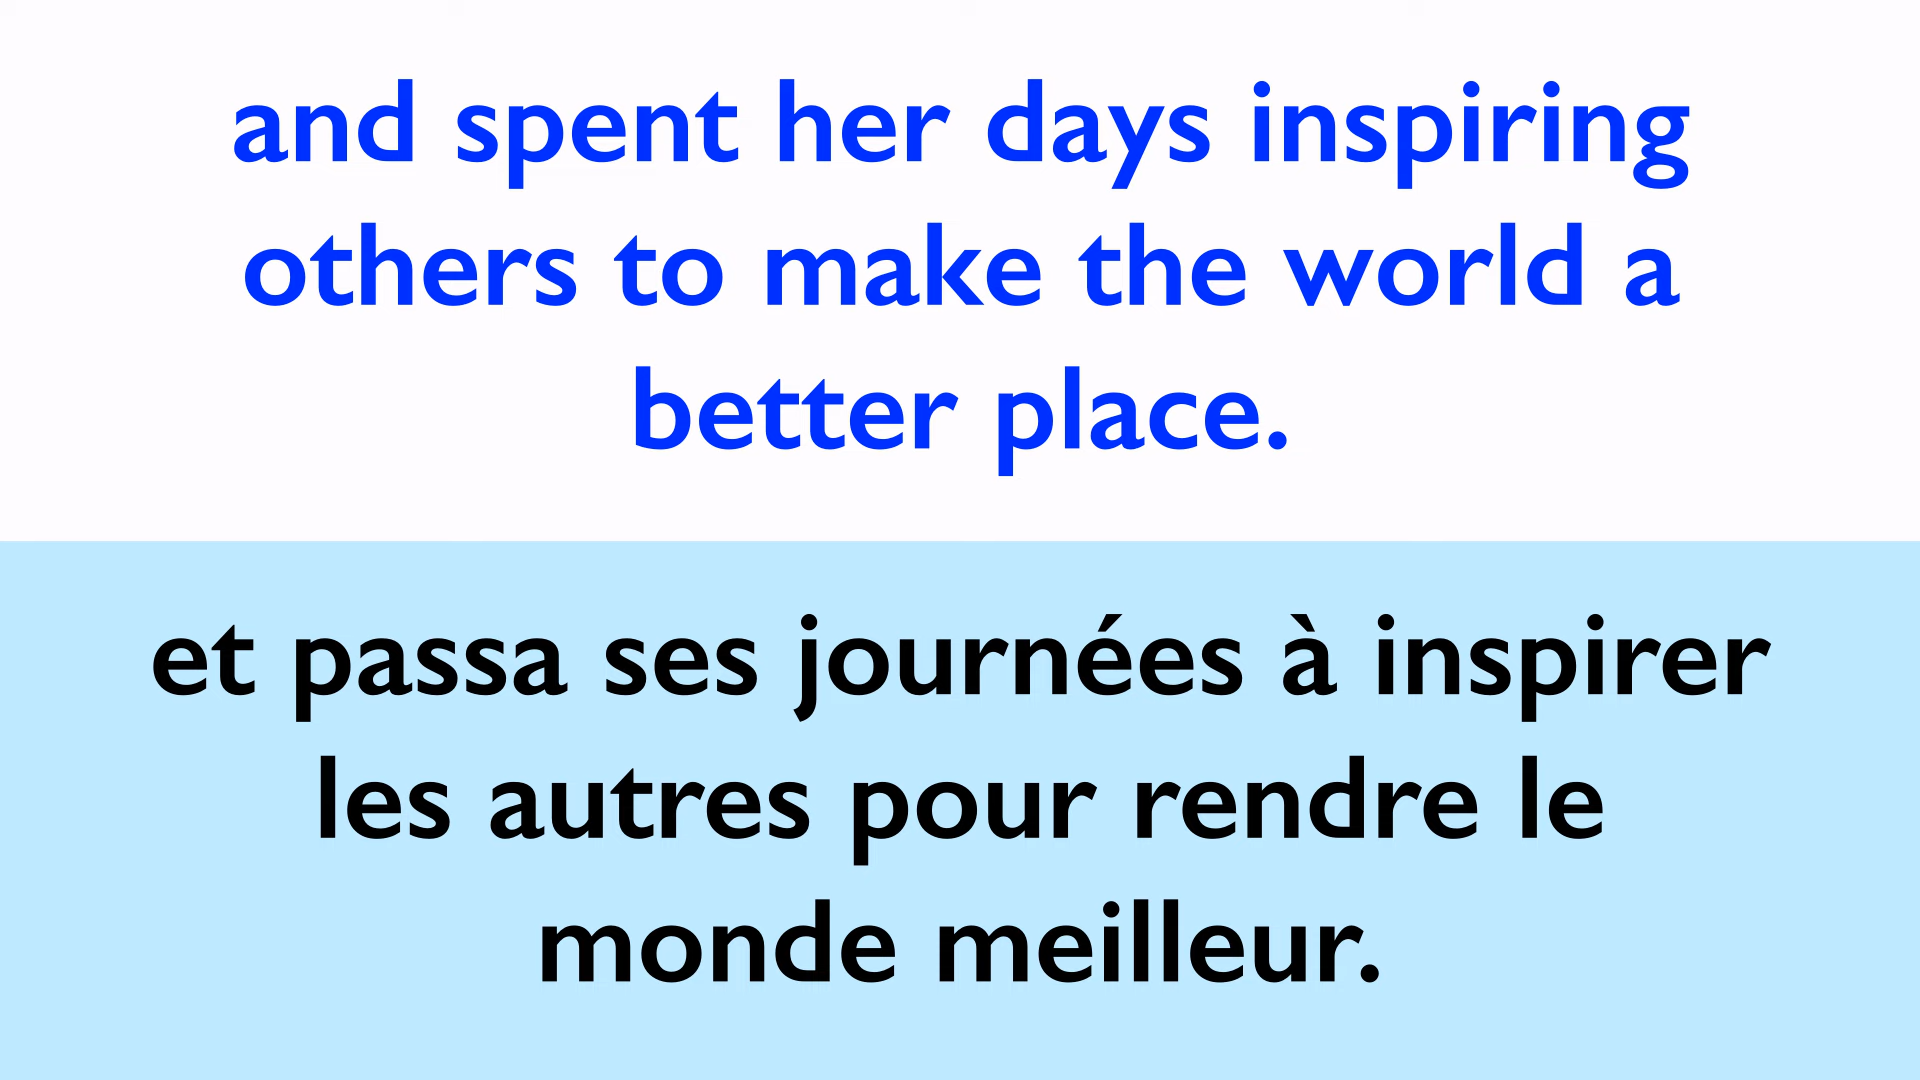 and spent her days inspiring
others to make the world a
better place.
et passa ses journées à inspirer
les autres pour rendre le
monde meilleur.